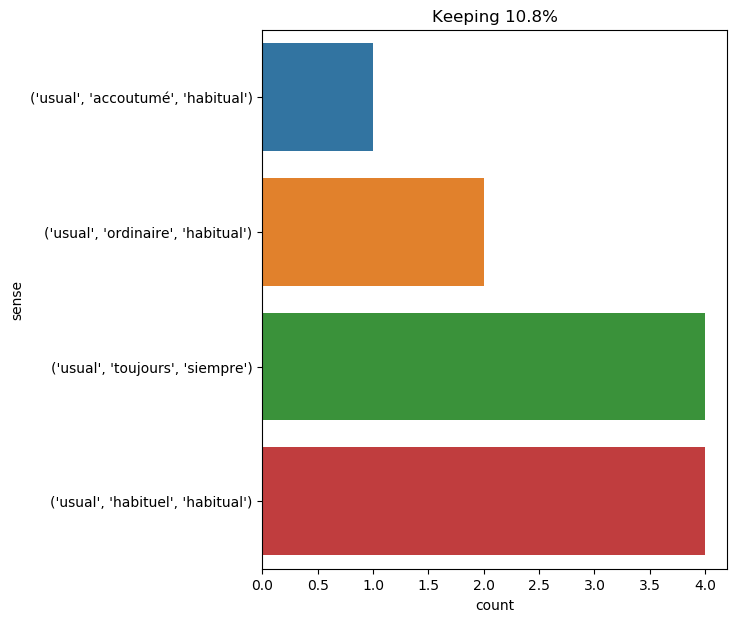 Keeping 10.8%
('usual', 'accoutumé', 'habitual')
('usual', 'ordinaire', 'habitual')
('usual', 'toujours', 'siempre')
('usual', 'habituel', 'habitual')
sense
0.0 0.5 1.0 1.5 2.0 2.5 3.0 3.5 4.0
count